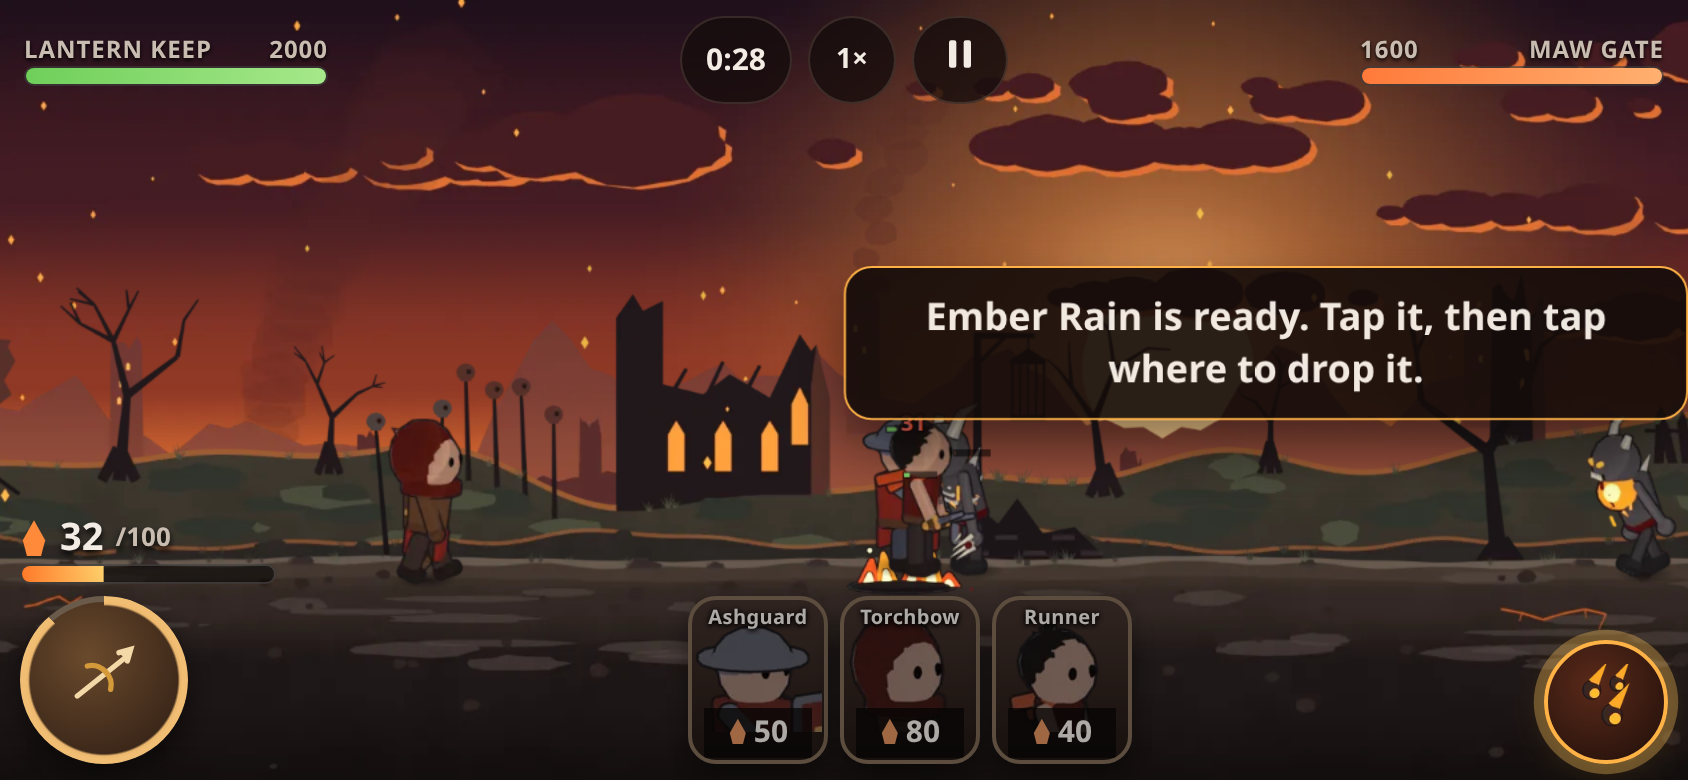 LANTERN KEEP 2000
0:28
1×
1600 MAW GATE
Ember Rain is ready. Tap it, then tap
where to drop it.
31
32 /100
Ashguard
Torchbow
Runner
50
80
40